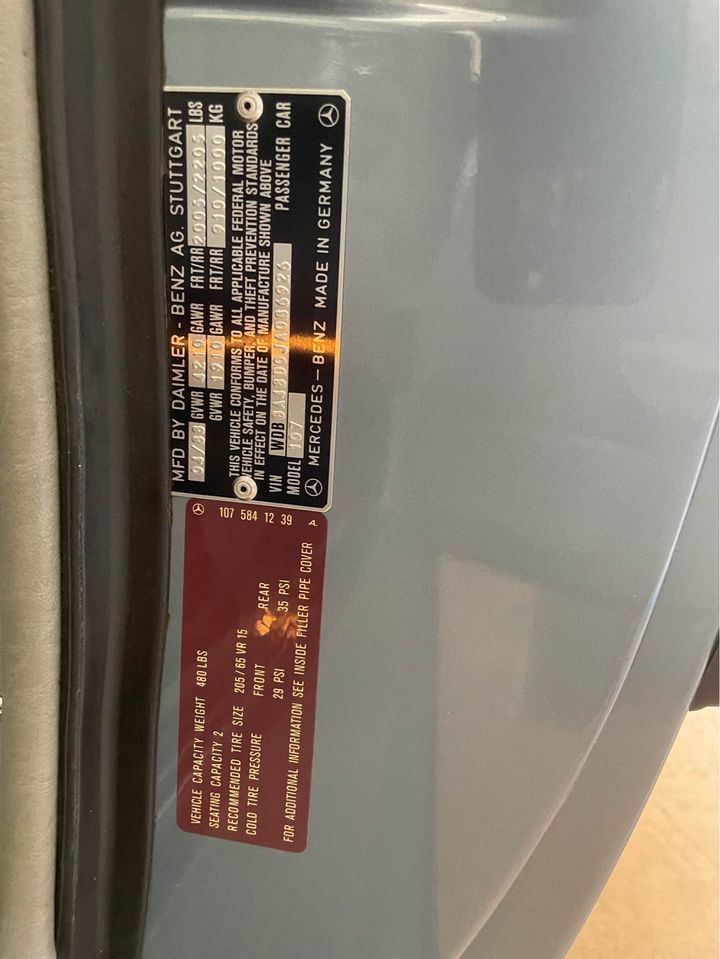 MFD BY DAIMLER - BENZ AG. STUTTGART
GVWR 4210 GAWR FRT/RR 2005/2205 LBS
GVWR 1910 GAWR FRT/RR 910/1000 KG
THIS VEHICLE CONFORMS TO ALL APPLICABLE FEDERAL MOTOR
VEHICLE SAFETY, BUMPER, AND THEFT PREVENTION STANDARDS
IN EFFECT ON THE DATE OF MANUFACTURE SHOWN ABOVE
VIN WDB
MODEL 107 PASSENGER CAR
MERCEDES-BENZ MADE IN GERMANY
107 584 12 39 A
VEHICLE CAPACITY WEIGHT 480 LBS
SEATING CAPACITY 2
RECOMMENDED TIRE SIZE 205/65 VR 15
COLD TIRE PRESSURE FRONT REAR
29 PSI 35 PSI
FOR ADDITIONAL INFORMATION SEE INSIDE FILLER PIPE COVER